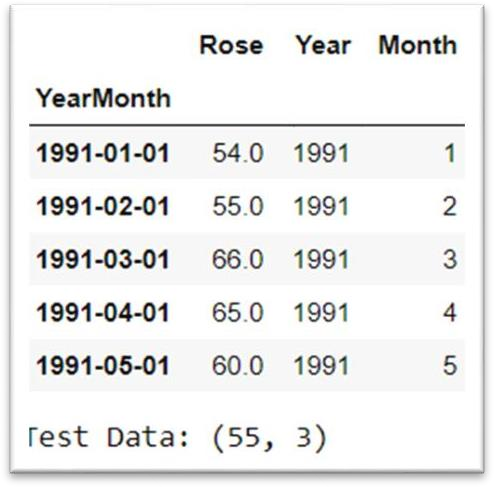 Rose Year Month
YearMonth
1991-01-01 54.0 1991 1
1991-02-01 55.0 1991 2
1991-03-01 66.0 1991 3
1991-04-01 65.0 1991 4
1991-05-01 60.0 1991 5
Test Data: (55, 3)